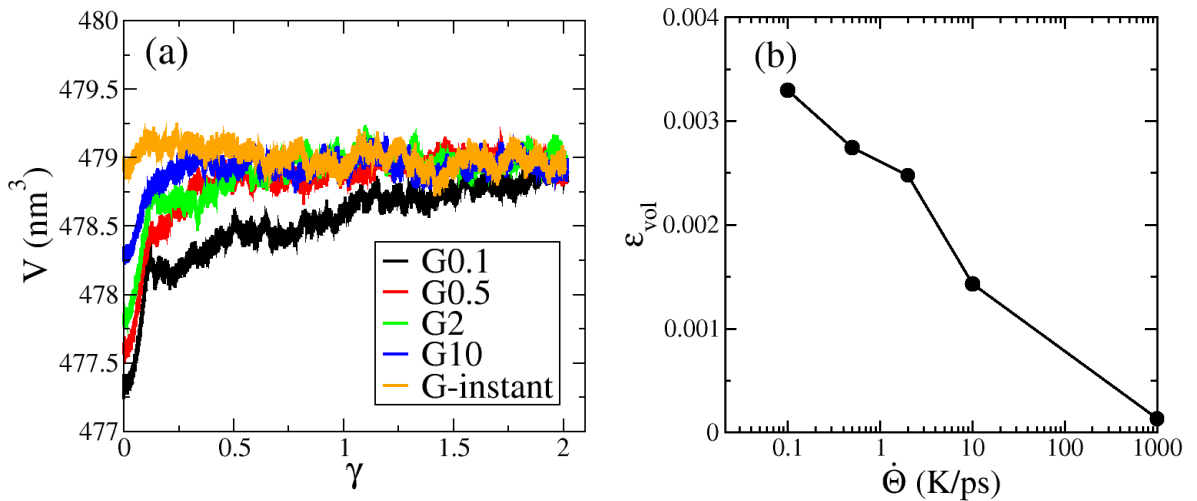 (a)
480
479.5
479
478.5
478
477.5
477
V (nm³)
0
0.5
1
1.5
2
γ
G0.1
G0.5
G2
G10
G-instant
(b)
0.004
0.003
0.002
0.001
0
ε_vol
0.1
1
10
100
1000
Θ̇ (K/ps)